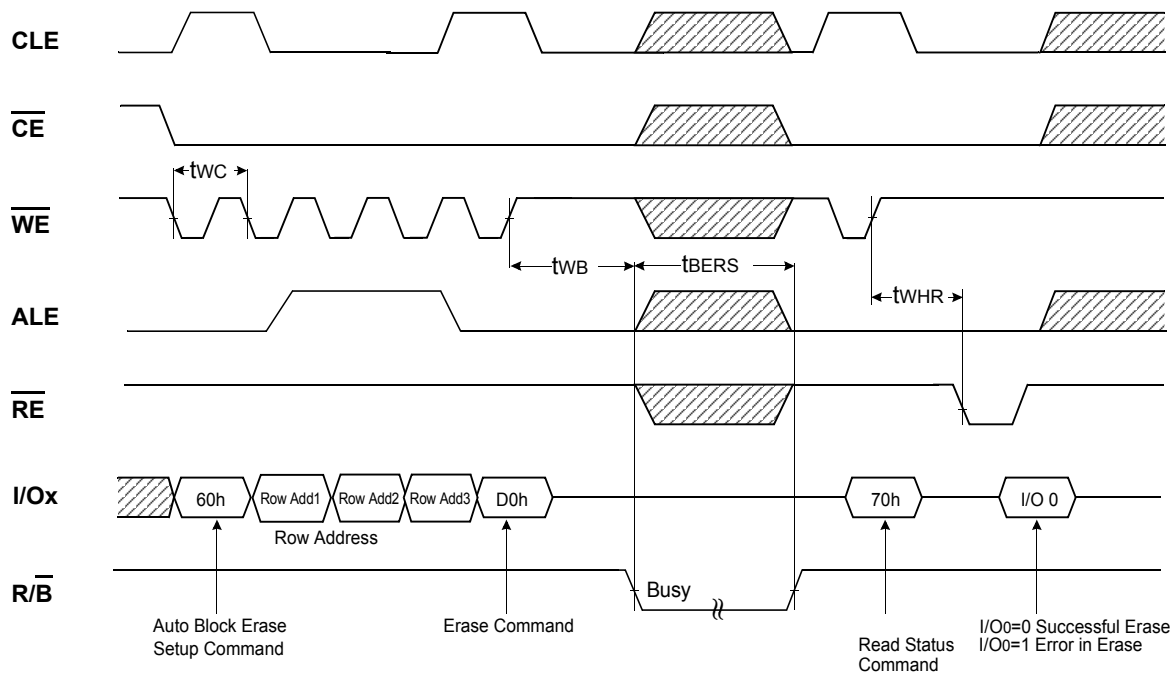 CLE
CE
tWC
WE
tWB
tBERS
tWHR
ALE
RE
I/Ox
60h
Row Add1
Row Add2
Row Add3
D0h
70h
I/O 0
Row Address
R/B
Busy
Auto Block Erase
Setup Command
Erase Command
Read Status
Command
I/O0=0 Successful Erase
I/O0=1 Error in Erase